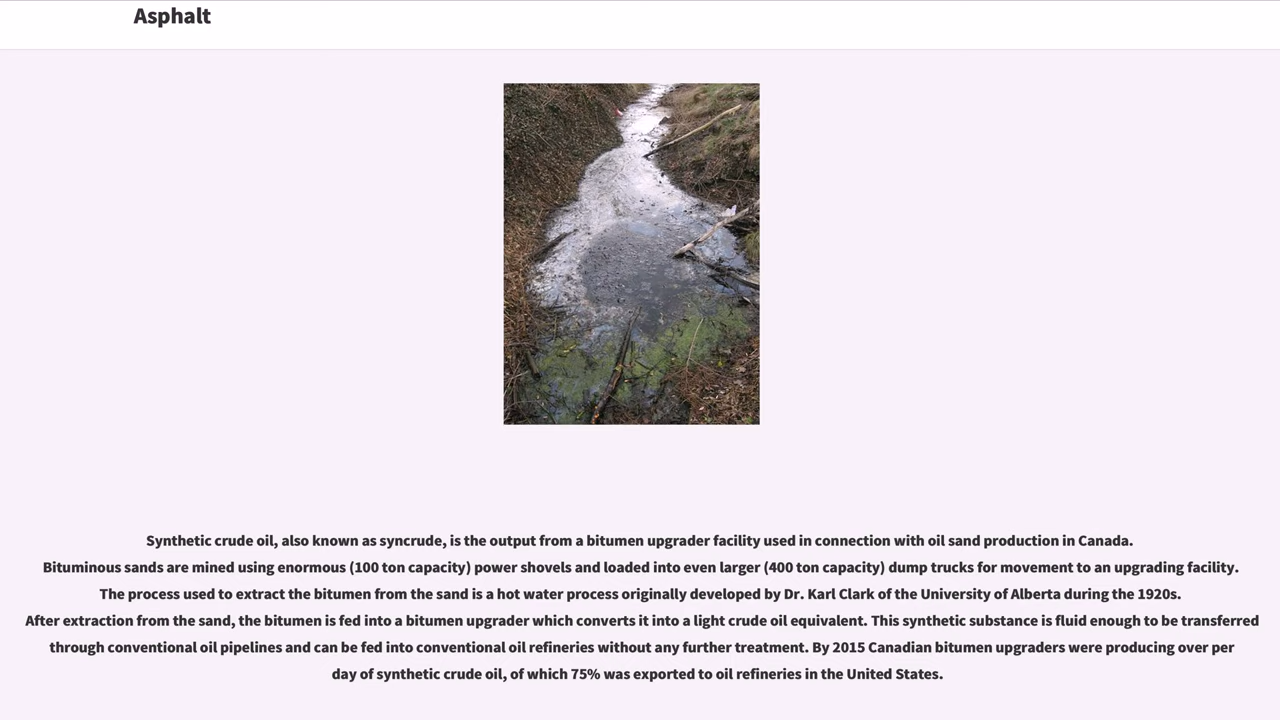 Asphalt
Synthetic crude oil, also known as syncrude, is the output from a bitumen upgrader facility used in connection with oil sand production in Canada.
Bituminous sands are mined using enormous (100 ton capacity) power shovels and loaded into even larger (400 ton capacity) dump trucks for movement to an upgrading facility.
The process used to extract the bitumen from the sand is a hot water process originally developed by Dr. Karl Clark of the University of Alberta during the 1920s.
After extraction from the sand, the bitumen is fed into a bitumen upgrader which converts it into a light crude oil equivalent. This synthetic substance is fluid enough to be transferred
through conventional oil pipelines and can be fed into conventional oil refineries without any further treatment. By 2015 Canadian bitumen upgraders were producing over per
day of synthetic crude oil, of which 75% was exported to oil refineries in the United States.